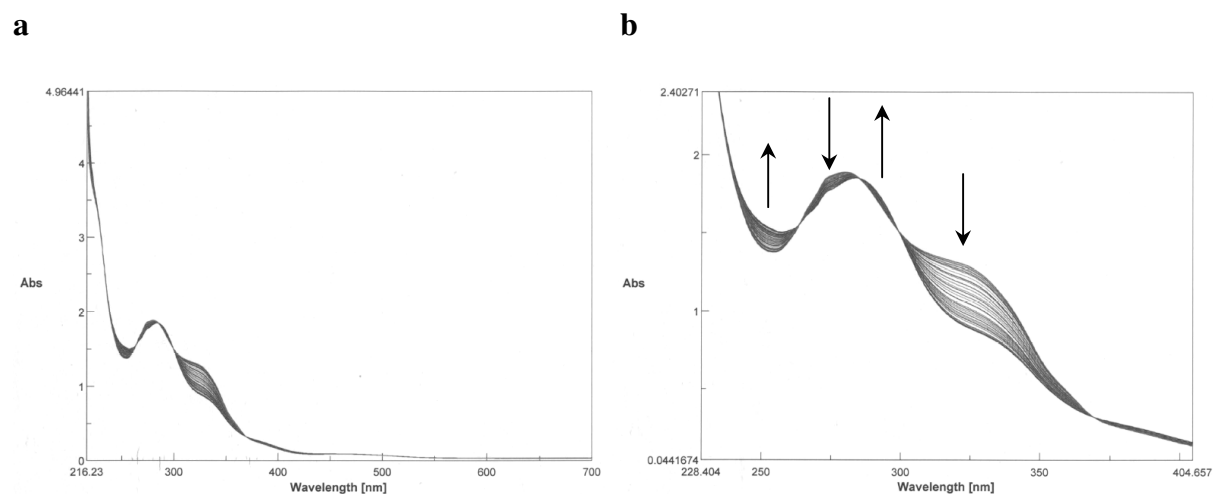 a
4.96441
4
3
Abs
2
1
0
216.23 300 400 500 600 700
Wavelength [nm]
b
2.40271
2
Abs
1
0.0441674
228.404 250 300 350 404.657
Wavelength [nm]